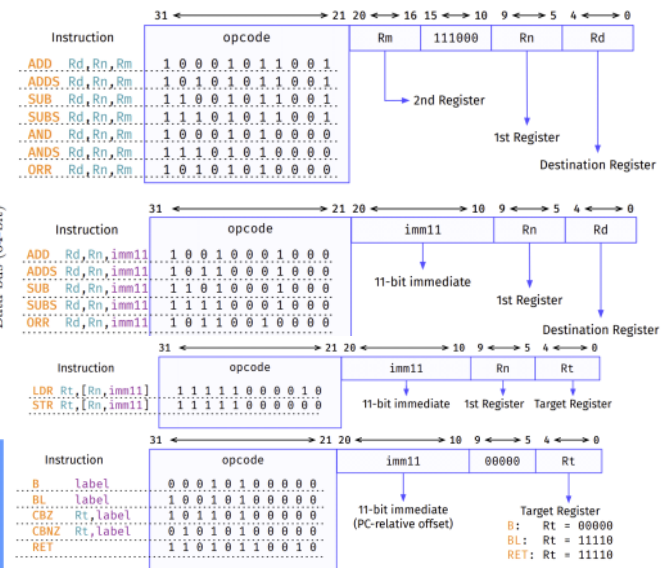 31 21 20 16 15 10 9 5 4 0
Instruction opcode Rm 111000 Rn Rd
ADD Rd,Rn,Rm 1 0 0 0 1 0 1 1 0 0 1
ADDS Rd,Rn,Rm 1 0 1 0 1 0 1 1 0 0 1
SUB Rd,Rn,Rm 1 1 0 0 1 0 1 1 0 0 1
SUBS Rd,Rn,Rm 1 1 1 0 1 0 1 1 0 0 1
AND Rd,Rn,Rm 1 0 0 0 1 0 1 0 0 0 0
ANDS Rd,Rn,Rm 1 1 1 0 1 0 1 0 0 0 0
ORR Rd,Rn,Rm 1 0 1 0 1 0 1 0 0 0 0
2nd Register
1st Register
Destination Register
31 21 20 10 9 5 4 0
Instruction opcode imm11 Rn Rd
ADD Rd,Rn,imm11 1 0 0 1 0 0 0 1 0 0 0
ADDS Rd,Rn,imm11 1 0 1 1 0 0 0 1 0 0 0
SUB Rd,Rn,imm11 1 1 0 1 0 0 0 1 0 0 0
SUBS Rd,Rn,imm11 1 1 1 1 0 0 0 1 0 0 0
ORR Rd,Rn,imm11 1 0 1 1 0 0 1 0 0 0 0
11-bit immediate
1st Register
Destination Register
31 21 20 10 9 5 4 0
Instruction opcode imm11 Rn Rt
LDR Rt,[Rn,imm11] 1 1 1 1 1 0 0 0 0 1 0
STR Rt,[Rn,imm11] 1 1 1 1 1 0 0 0 0 0 0
11-bit immediate 1st Register Target Register
31 21 20 10 9 5 4 0
Instruction opcode imm11 00000 Rt
B label 0 0 0 1 0 1 0 0 0 0 0
BL label 1 0 0 1 0 1 0 0 0 0 0
CBZ Rt,label 1 0 1 1 0 1 0 0 0 0 0
CBNZ Rt,label 0 1 0 1 0 1 0 0 0 0 0
RET 1 1 0 1 0 1 1 0 0 1 0
11-bit immediate
(PC-relative offset)
Target Register
B: Rt = 00000
BL: Rt = 11110
RET: Rt = 11110